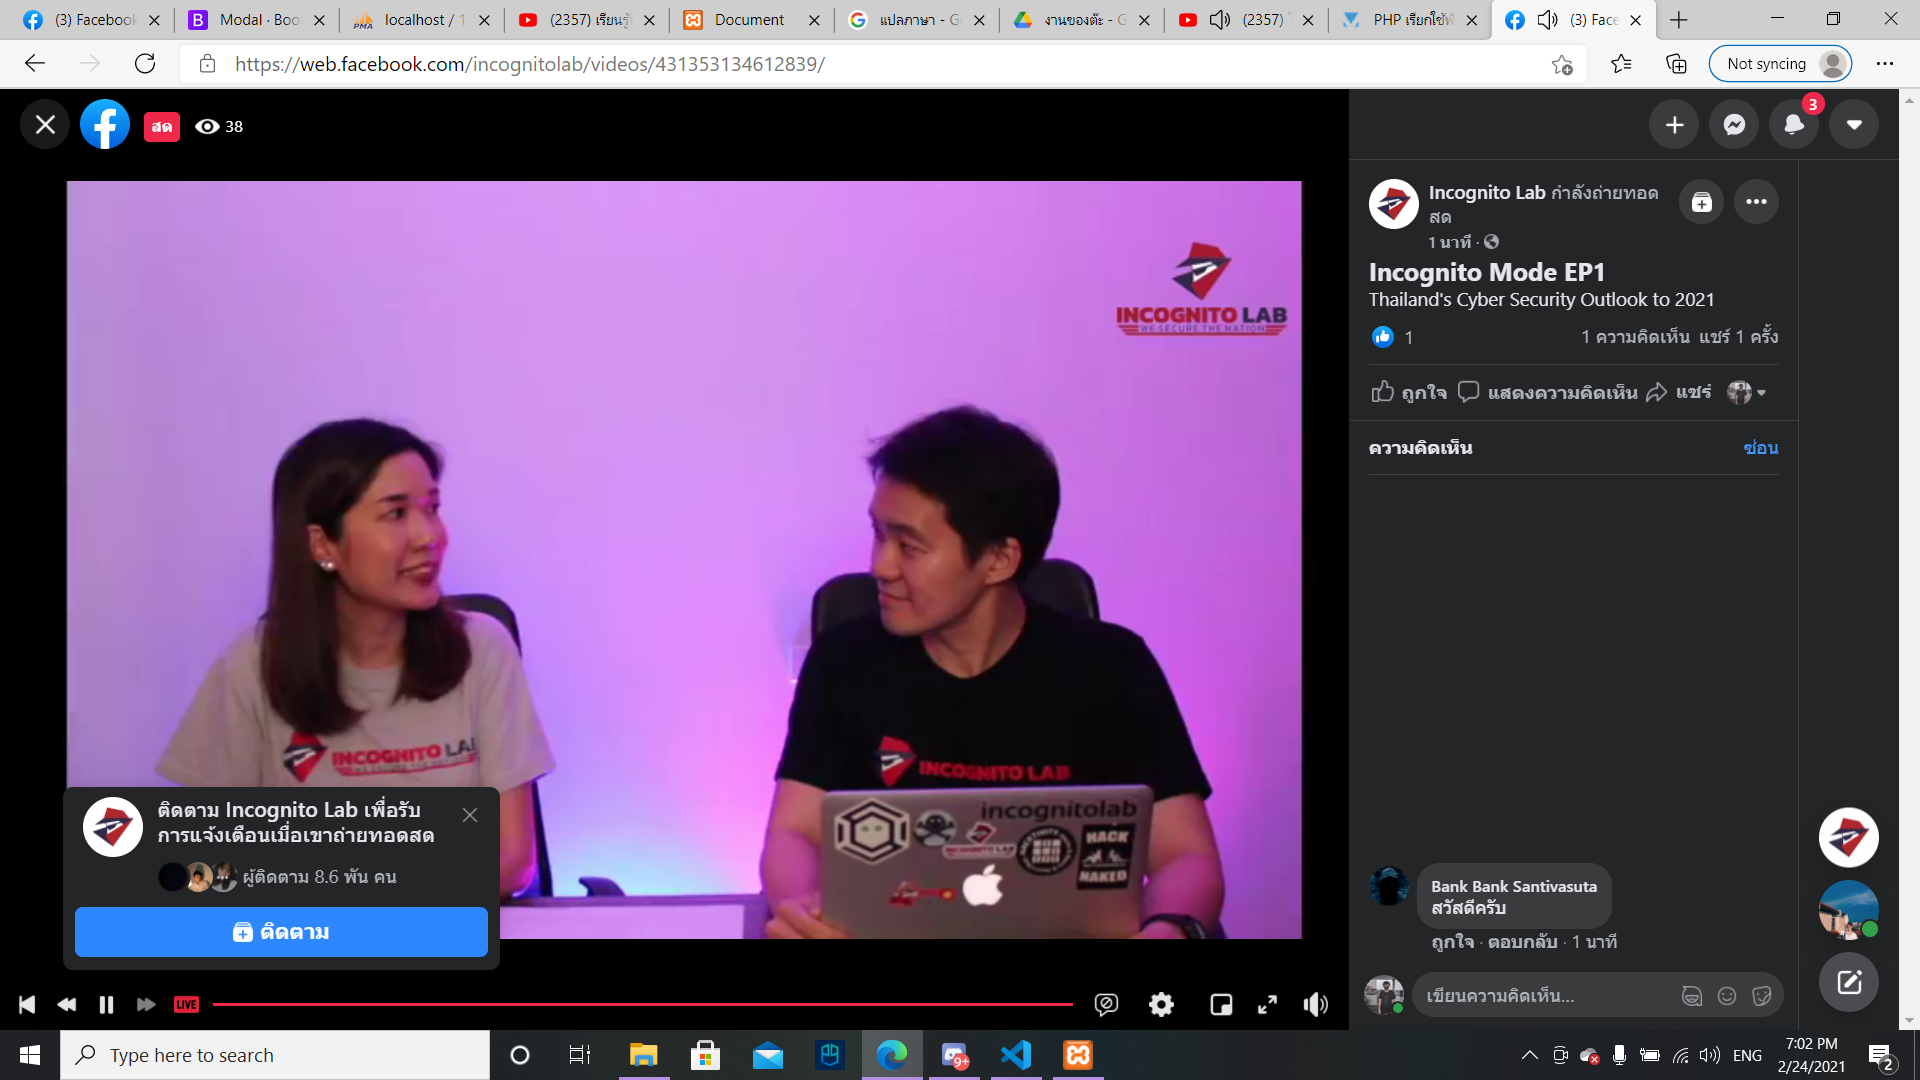 (3) Facebook
Modal · Boo
localhost / 1
(2357) เรียนรู้
Document
แปลภาษา - G
งานของต๊ะ - G
(2357)
PHP เรียกใช้ฟั
(3) Face
https://web.facebook.com/incognitolab/videos/431353134612839/
Not syncing
สด
38
3
INCOGNITO LAB
WE SECURE THE NATION
Incognito Lab กำลังถ่ายทอด
สด
1 นาที ·
Incognito Mode EP1
Thailand's Cyber Security Outlook to 2021
1
1 ความคิดเห็น แชร์ 1 ครั้ง
ถูกใจ แสดงความคิดเห็น แชร์
ความคิดเห็น
ซ่อน
INCOGNITO LAB
INCOGNITO LAB
incognitolab
HACK
NAKED
ติดตาม Incognito Lab เพื่อรับ
การแจ้งเตือนเมื่อเขาถ่ายทอดสด
ผู้ติดตาม 8.6 พัน คน
ติดตาม
Bank Bank Santivasuta
สวัสดีครับ
ถูกใจ · ตอบกลับ · 1 นาที
เขียนความคิดเห็น...
LIVE
Type here to search
9+
ENG
7:02 PM
2/24/2021
2